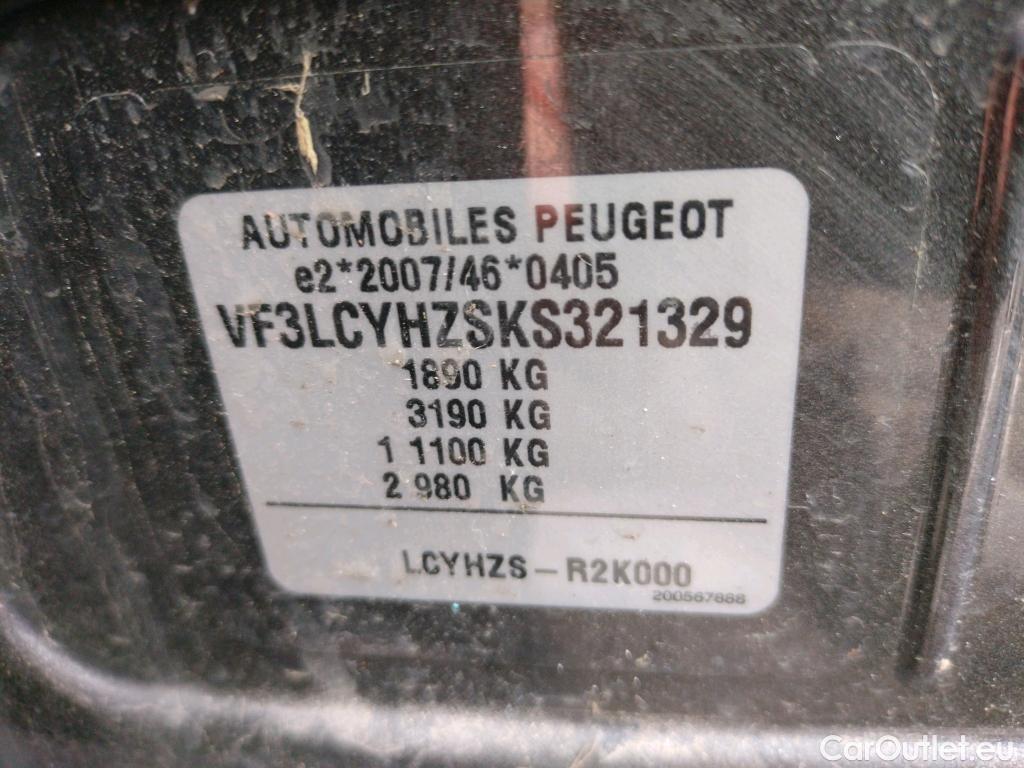 AUTOMOBILES PEUGEOT
e2*2007/46*0405
VF3LCYHZSKS321329
1890 KG
3190 KG
1 1100 KG
2 980 KG
LCYHZS – R2K000
200567888
CarOutlet.eu